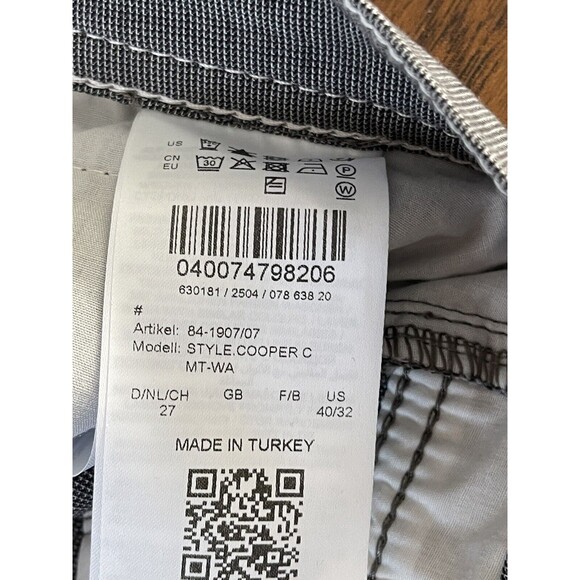 US
CN
EU 30 P
W
040074798206
630181 / 2504 / 078 638 20
#
Artikel: 84-1907/07
Modell: STYLE.COOPER C
MT-WA
D/NL/CH GB F/B US
27 40/32
MADE IN TURKEY